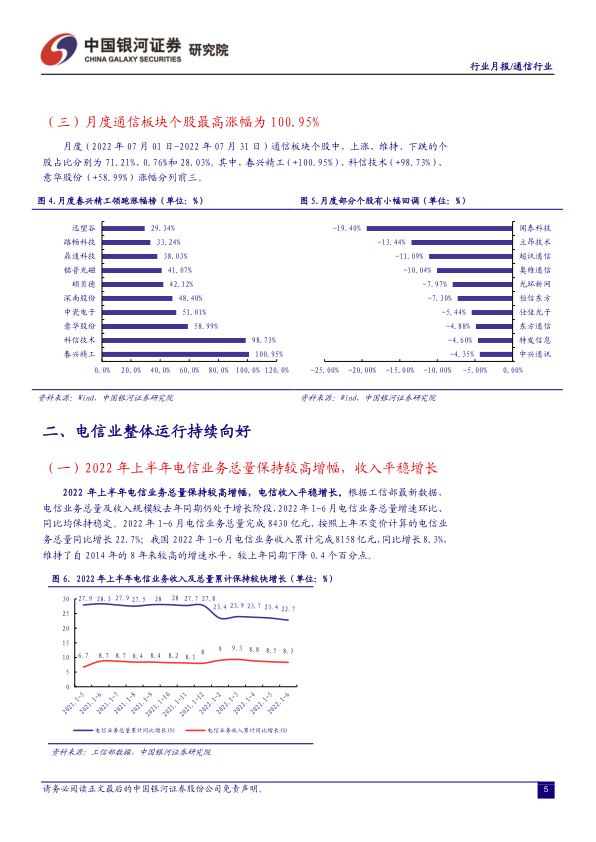 中国银河证券 研究院
CHINA GALAXY SECURITIES
行业月报/通信行业
（三）月度通信板块个股最高涨幅为 100.95%
月度（2022 年 07 月 01 日-2022 年 07 月 31 日）通信板块个股中，上涨、维持、下跌的个
股占比分别为 71.21%、0.76%和 28.03%。其中，春兴精工(+100.95%)、科信技术(+98.73%)、
意华股份 (+58.99%) 涨幅分列前三。
图 4.月度春兴精工领跑涨幅榜（单位：%）
远望谷 29.34%
路畅科技 33.24%
鼎通科技 38.03%
铭普光磁 41.07%
硕贝德 42.12%
深南股份 48.40%
中瓷电子 51.01%
意华股份 58.99%
科信技术 98.73%
春兴精工 100.95%
0.0% 20.0% 40.0% 60.0% 80.0% 100.0% 120.0%
资料来源：Wind，中国银河证券研究院
图 5.月度部分个股有小幅回调（单位：%）
-19.40% 闻泰科技
-13.44% 立昂技术
-11.09% 超讯通信
-10.04% 奥维通信
-7.97% 光环新网
-7.30% 恒信东方
-5.44% 仕佳光子
-4.88% 东方通信
-4.60% 特发信息
-4.35% 中兴通讯
-25.00% -20.00% -15.00% -10.00% -5.00% 0.00%
资料来源：Wind，中国银河证券研究院
二、电信业整体运行持续向好
（一）2022 年上半年电信业务总量保持较高增幅，收入平稳增长
2022 年上半年电信业务总量保持较高增幅，电信收入平稳增长。根据工信部最新数据，
电信业务总量及收入规模较去年同期仍处于增长阶段，2022 年 1-6 月电信业务总量增速环比、
同比均保持稳定。2022 年 1-6 月电信业务总量完成 8430 亿元，按照上年不变价计算的电信业
务总量同比增长 22.7%；我国 2022 年 1-6 月电信业务收入累计完成 8158 亿元，同比增长 8.3%，
维持了自 2014 年的 8 年来较高的增速水平，较上年同期下降 0.4 个百分点。
图 6. 2022 年上半年电信业务收入及总量累计保持较快增长（单位：%）
30
25
20
15
10
5
0
27.9 28.3 27.9 27.5 28 28 27.7 27.8 23.4 23.9 23.7 23.4 22.7
6.7 8.7 8.7 8.4 8.4 8.2 8.1 8 9 9.3 8.8 8.5 8.3
2021.1-5 2021.1-6 2021.1-7 2021.1-8 2021.1-9 2021.1-10 2021.1-11 2021.1-12 2022.1-2 2022.1-3 2022.1-4 2022.1-5 2022.1-6
电信业务总量累计同比增长(%) 电信业务收入累计同比增长(%)
资料来源：工信部数据，中国银河证券研究院
请务必阅读正文最后的中国银河证券股份公司免责声明。
5